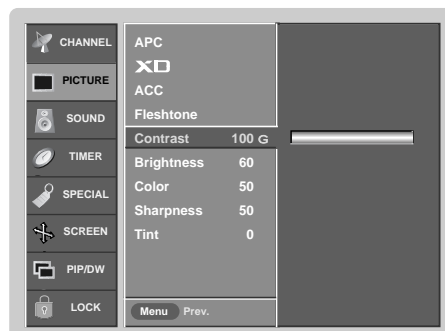 CHANNEL
PICTURE
SOUND
TIMER
SPECIAL
SCREEN
PIP/DW
LOCK
APC
XD
ACC
Fleshtone
Contrast 100 G
Brightness 60
Color 50
Sharpness 50
Tint 0
Menu Prev.